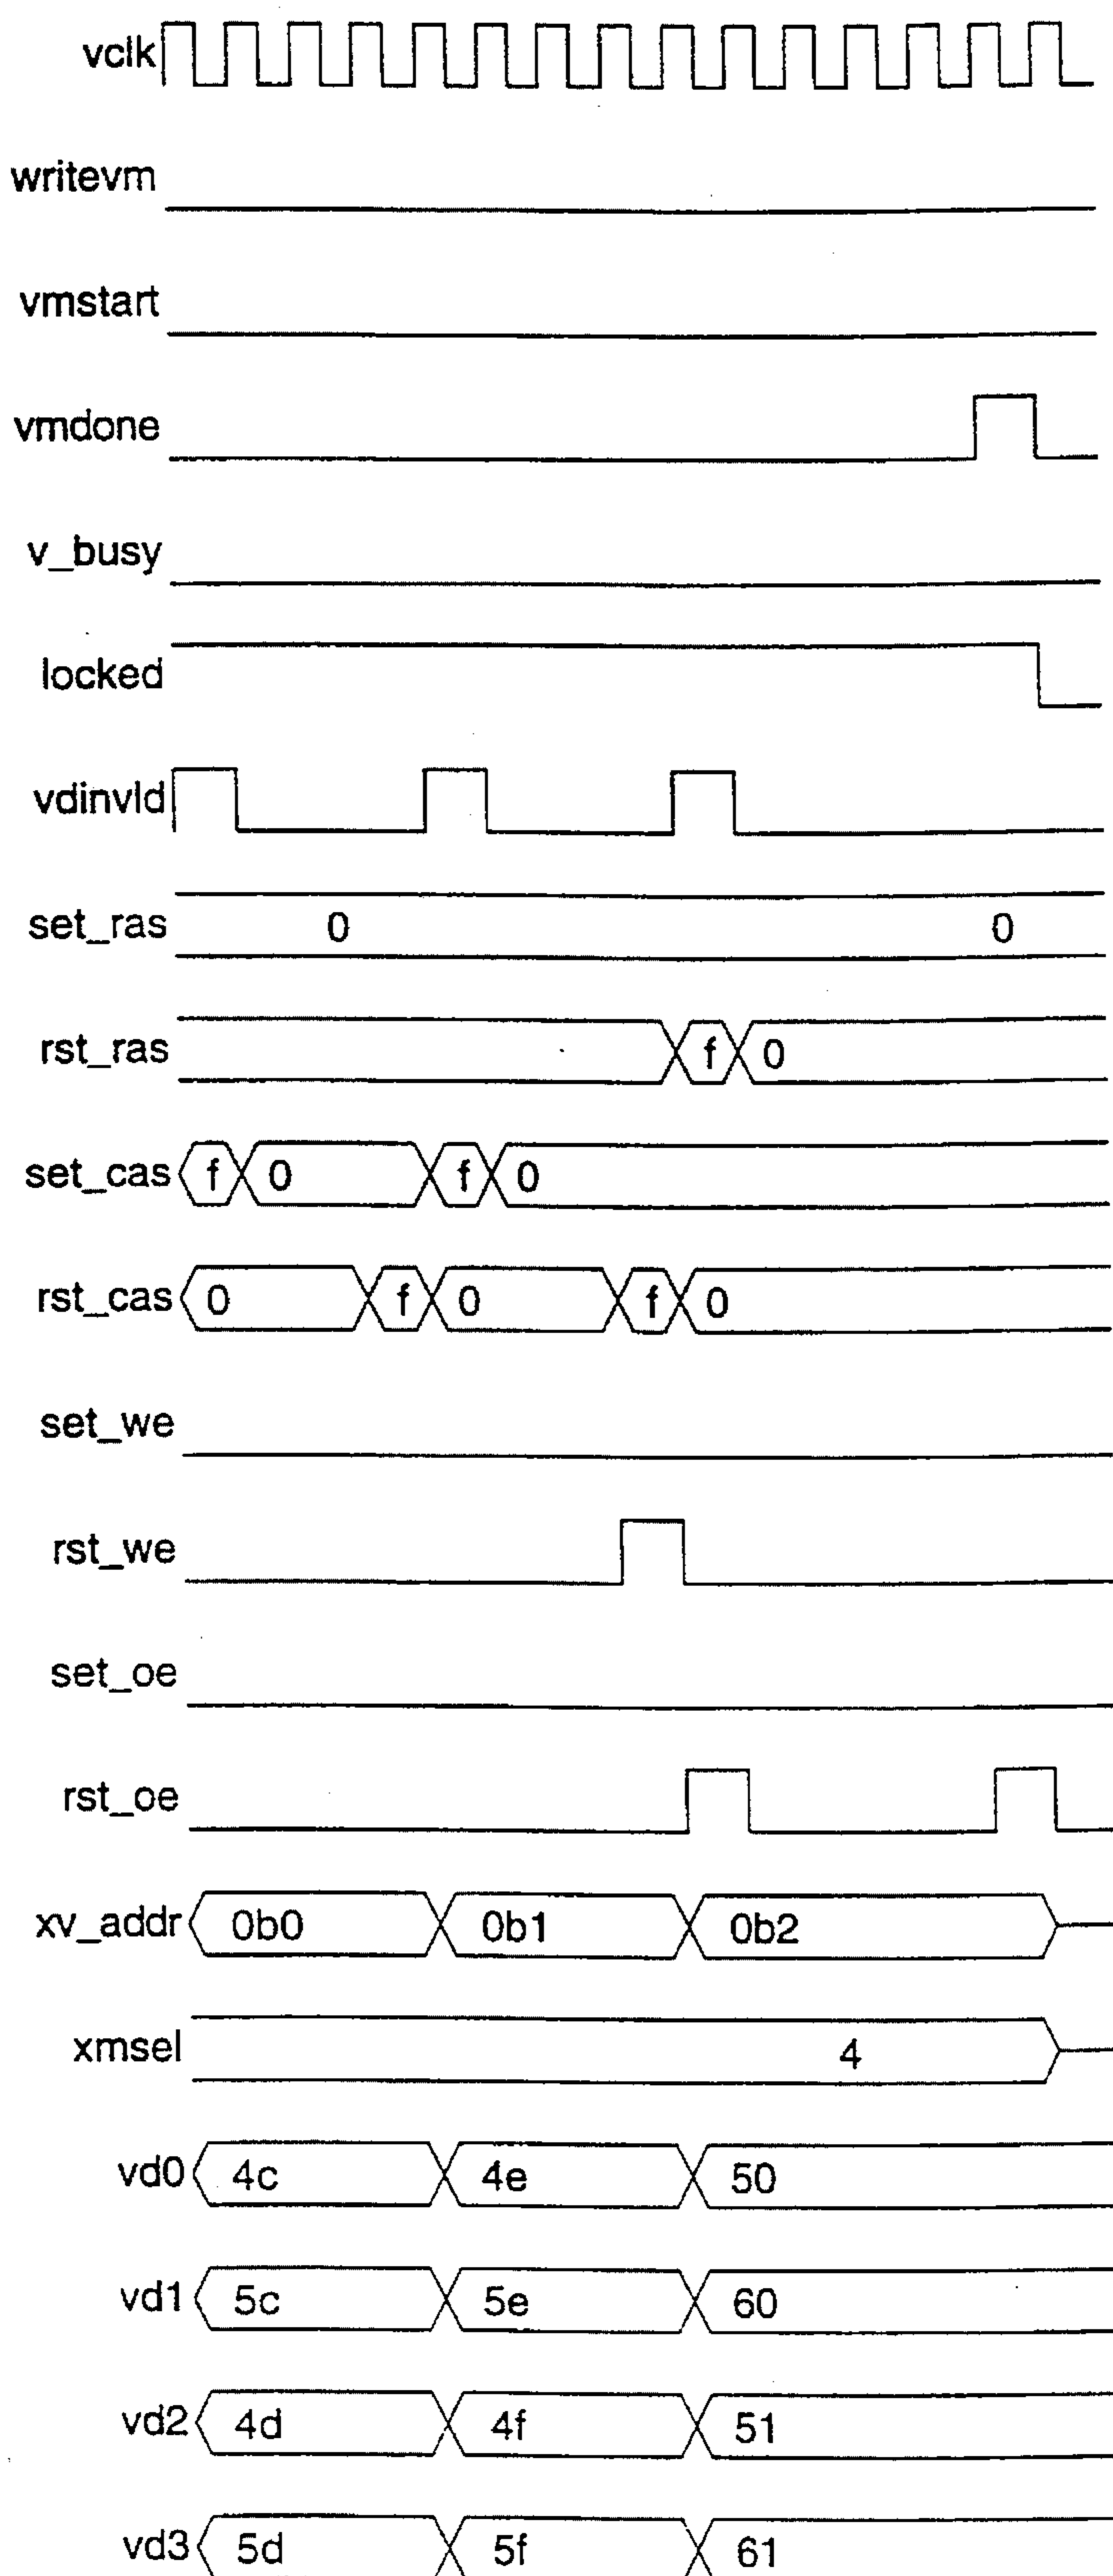 vclk
writevm
vmstart
vmdone
v_busy
locked
vdinvld
set_ras 0 0
rst_ras f 0
set_cas f 0 f 0
rst_cas 0 f 0 f 0
set_we
rst_we
set_oe
rst_oe
xv_addr 0b0 0b1 0b2
xmsel 4
vd0 4c 4e 50
vd1 5c 5e 60
vd2 4d 4f 51
vd3 5d 5f 61